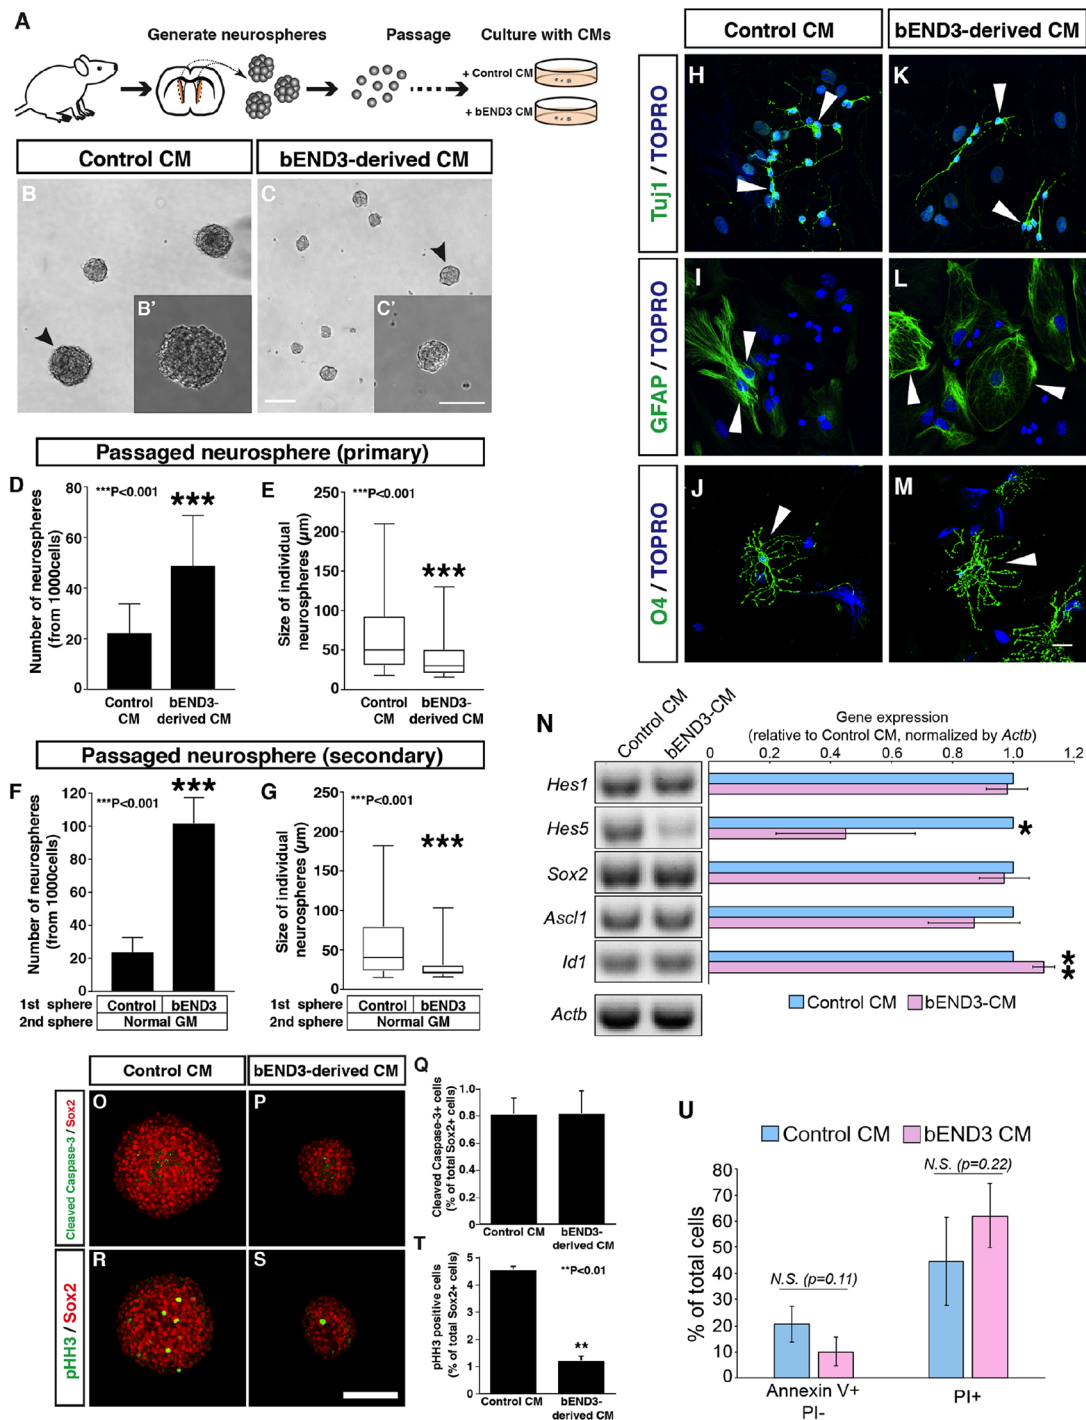 A
Generate neurospheres
Passage
Culture with CMs
+ Control CM
+ bEND3 CM
Control CM
bEND3-derived CM
B
C
B'
C'
Passaged neurosphere (primary)
D
Number of neurospheres
(from 1000cells)
80
60
40
20
0
***P<0.001
***
Control
CM
bEND3-
derived CM
E
Size of individual
neurospheres (µm)
250
200
150
100
50
0
***P<0.001
***
Control
CM
bEND3-
derived CM
Passaged neurosphere (secondary)
F
Number of neurospheres
(from 1000cells)
120
100
80
60
40
20
0
***P<0.001
***
1st sphere
Control
bEND3
2nd sphere
Normal GM
G
Size of individual
neurospheres (µm)
250
200
150
100
50
0
***P<0.001
***
1st sphere
Control
bEND3
2nd sphere
Normal GM
Control CM
bEND3-derived CM
Tuj1 / TOPRO
H
K
GFAP / TOPRO
I
L
O4 / TOPRO
J
M
N
Control CM
bEND3-CM
Gene expression
(relative to Control CM, normalized by Actb)
0
0.2
0.4
0.6
0.8
1.0
1.2
Hes1
Hes5
*
Sox2
Ascl1
Id1
**
Actb
Control CM
bEND3-CM
Control CM
bEND3-derived CM
Cleaved Caspase-3 / Sox2
O
P
pHH3 / Sox2
R
S
Q
Cleaved Caspase-3+ cells
(% of total Sox2+ cells)
1.0
0.8
0.6
0.4
0.2
0
Control CM
bEND3-
derived CM
T
pHH3 positive cells
(% of total Sox2+ cells)
5
4
3
2
1
0
**P<0.01
**
Control CM
bEND3-
derived CM
U
Control CM
bEND3 CM
% of total cells
80
70
60
50
40
30
20
10
0
N.S. (p=0.11)
N.S. (p=0.22)
Annexin V+
PI-
PI+